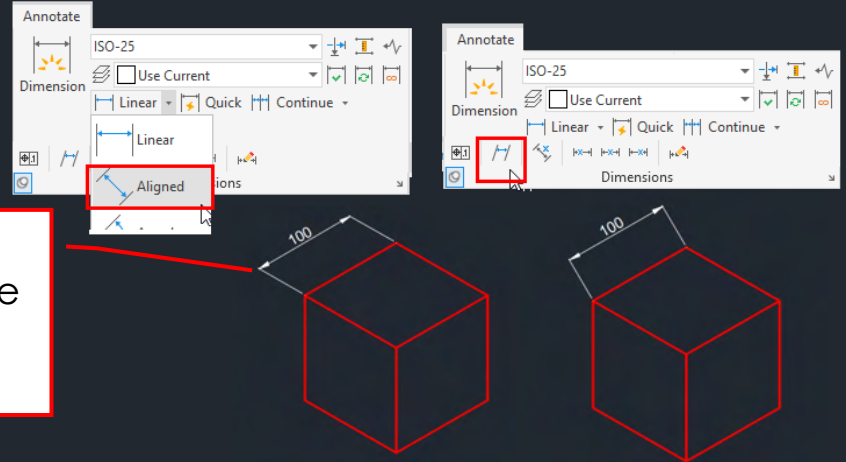 Annotate
ISO-25
Use Current
Dimension
Linear Quick Continue
Linear
Aligned
ions
e
100
Annotate
ISO-25
Use Current
Dimension
Linear Quick Continue
Dimensions
100